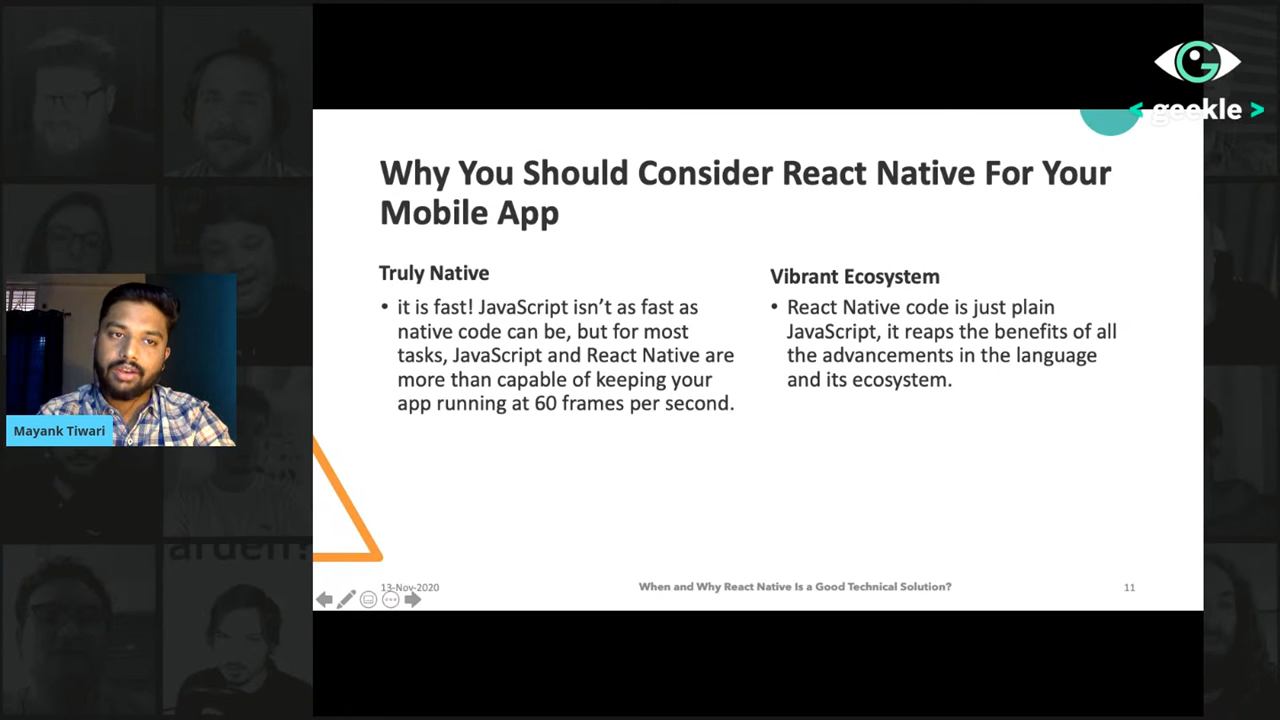 < geekle >
Why You Should Consider React Native For Your
Mobile App
Truly Native
• it is fast! JavaScript isn’t as fast as
native code can be, but for most
tasks, JavaScript and React Native are
more than capable of keeping your
app running at 60 frames per second.
Vibrant Ecosystem
• React Native code is just plain
JavaScript, it reaps the benefits of all
the advancements in the language
and its ecosystem.
Mayank Tiwari
13-Nov-2020
When and Why React Native Is a Good Technical Solution?
11